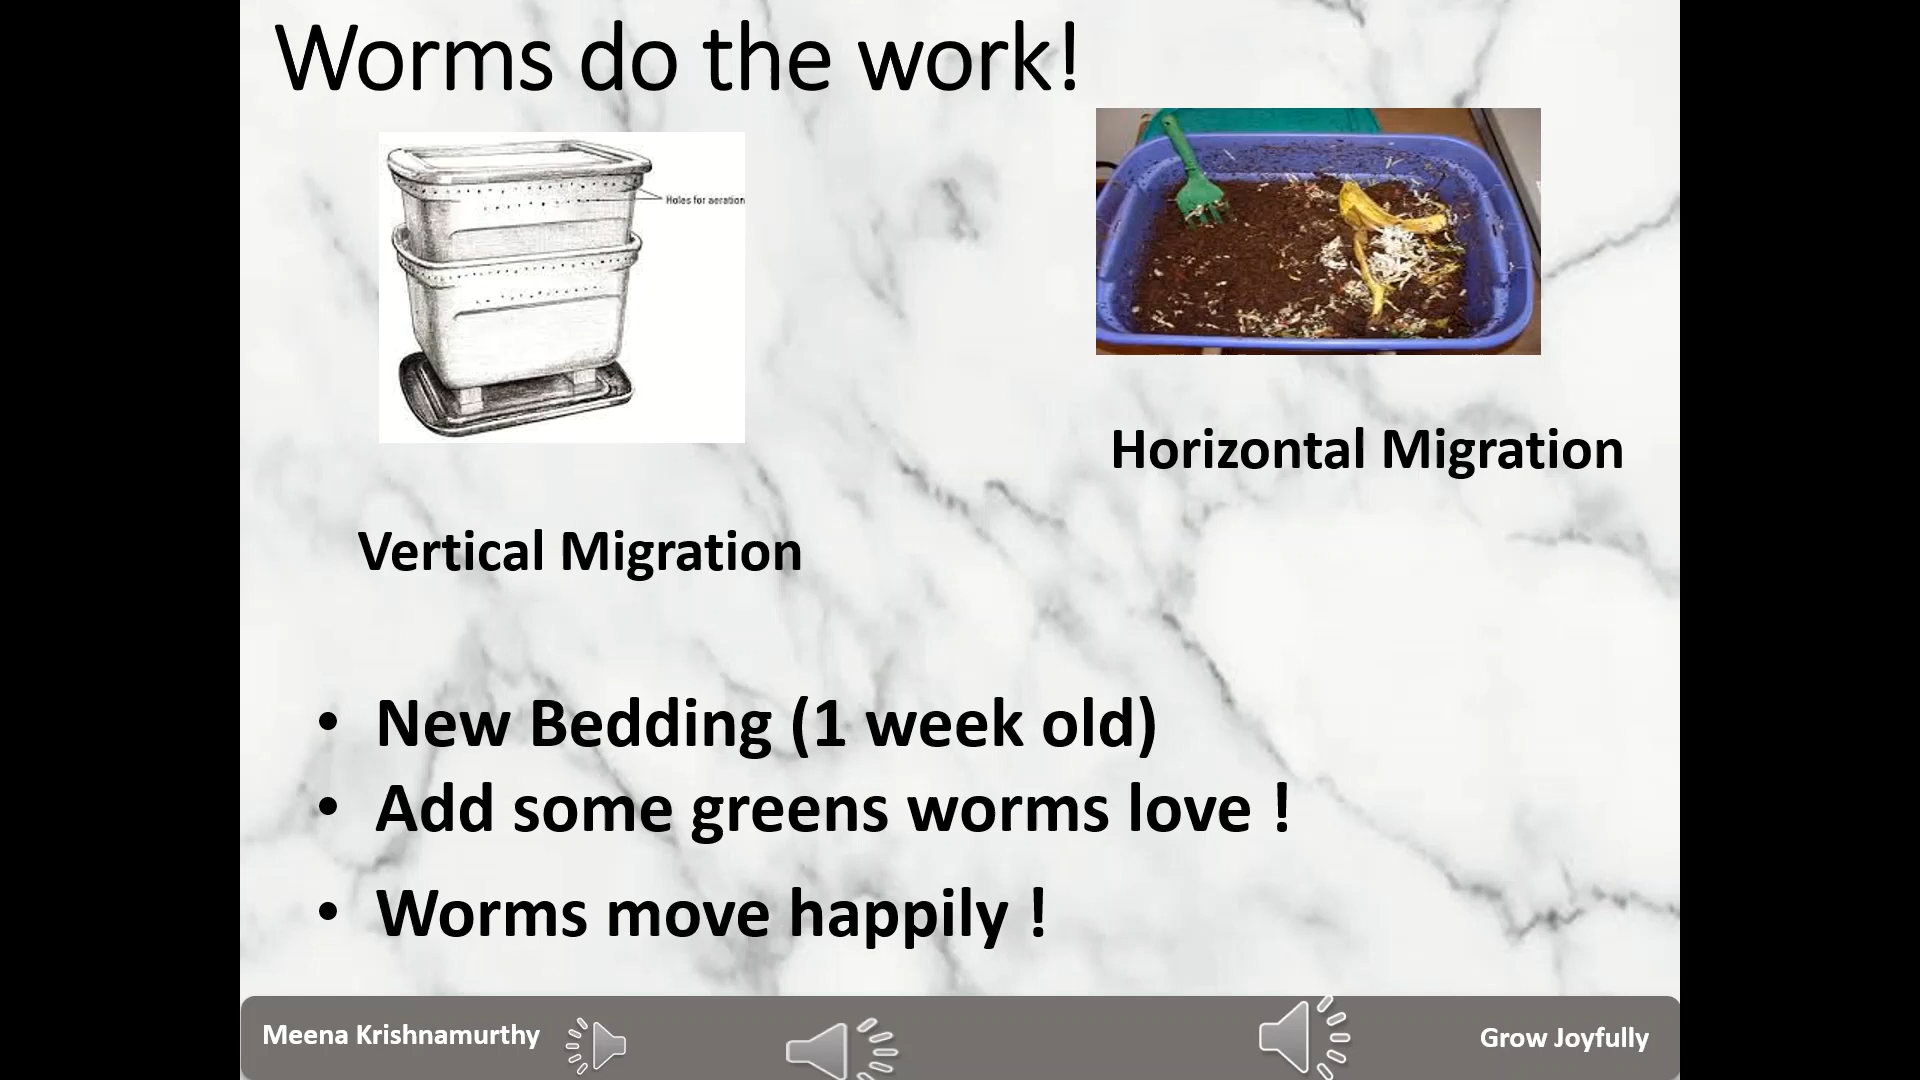 Worms do the work!
Holes for aeration
Horizontal Migration
Vertical Migration
• New Bedding (1 week old)
• Add some greens worms love !
• Worms move happily !
Meena Krishnamurthy
Grow Joyfully